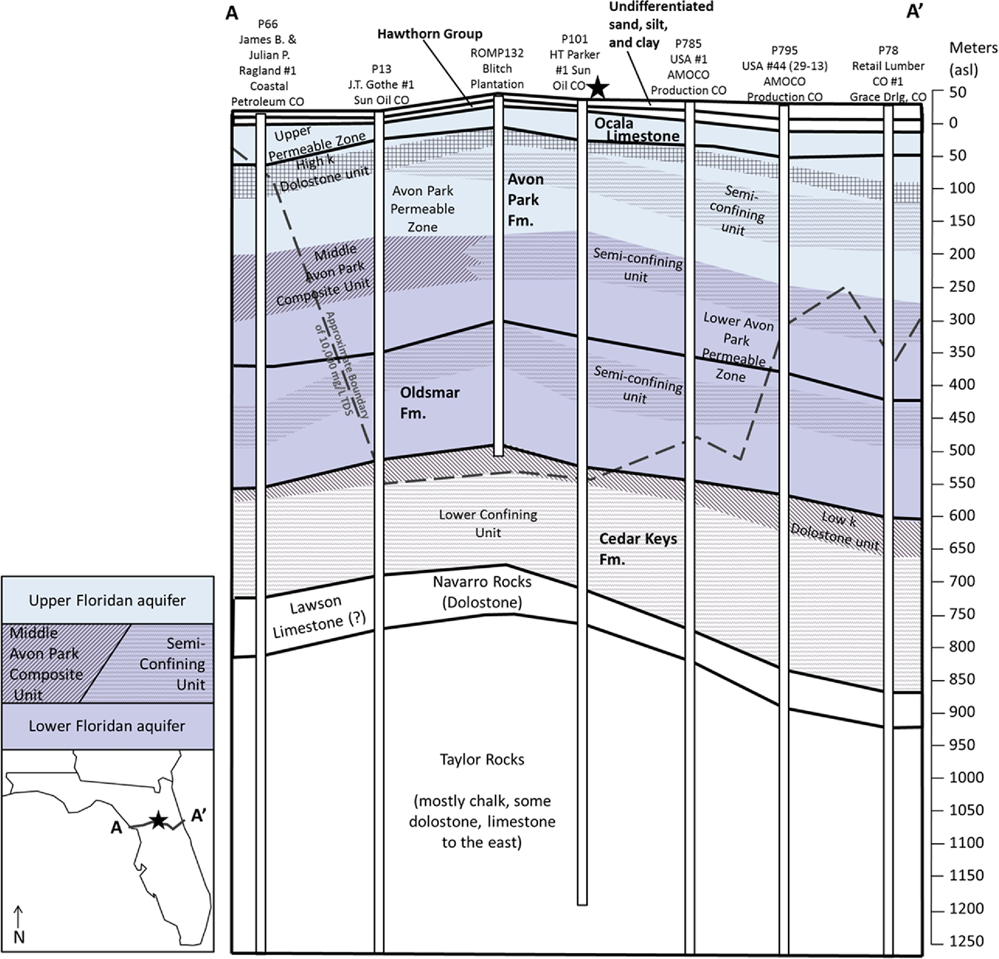 A
A’
P66
James B. &
Julian P.
Ragland #1
Coastal
Petroleum CO
P13
J.T. Gothe #1
Sun Oil CO
Hawthorn Group
ROMP132
Blitch
Plantation
P101
HT Parker
#1 Sun
Oil CO
Undifferentiated
sand, silt,
and clay
P785
USA #1
AMOCO
Production CO
P795
USA #44 (29-13)
AMOCO
Production CO
P78
Retail Lumber
CO #1
Grace Drlg, CO
Meters
(asl)
50
0
50
100
150
200
250
300
350
400
450
500
550
600
650
700
750
800
850
900
950
1000
1050
1100
1150
1200
1250
Upper
Permeable Zone
High k
Dolostone unit
Ocala
Limestone
Avon Park
Permeable
Zone
Avon
Park
Fm.
Semi-
confining
unit
Middle
Avon Park
Composite Unit
Semi-confining
unit
Approximate Boundary
of 10,000 mg/L TDS
Lower Avon
Park
Permeable
Zone
Semi-confining
unit
Oldsmar
Fm.
Lower Confining
Unit
Cedar Keys
Fm.
Low k
Dolostone unit
Navarro Rocks
(Dolostone)
Lawson
Limestone (?)
Taylor Rocks
(mostly chalk, some
dolostone, limestone
to the east)
Upper Floridan aquifer
Middle
Avon Park
Composite
Unit
Semi-
Confining
Unit
Lower Floridan aquifer
A
A’
N